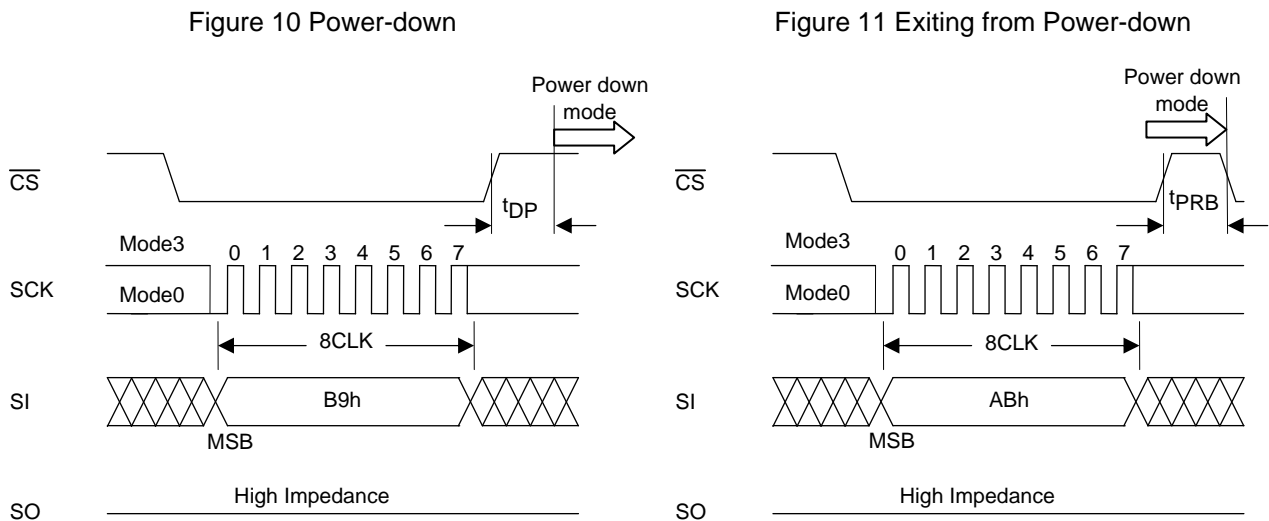 Figure 10 Power-down
Power down
mode
CS
tDP
Mode3
0 1 2 3 4 5 6 7
SCK
Mode0
8CLK
SI
B9h
MSB
High Impedance
SO
Figure 11 Exiting from Power-down
Power down
mode
CS
tPRB
Mode3
0 1 2 3 4 5 6 7
SCK
Mode0
8CLK
SI
ABh
MSB
High Impedance
SO